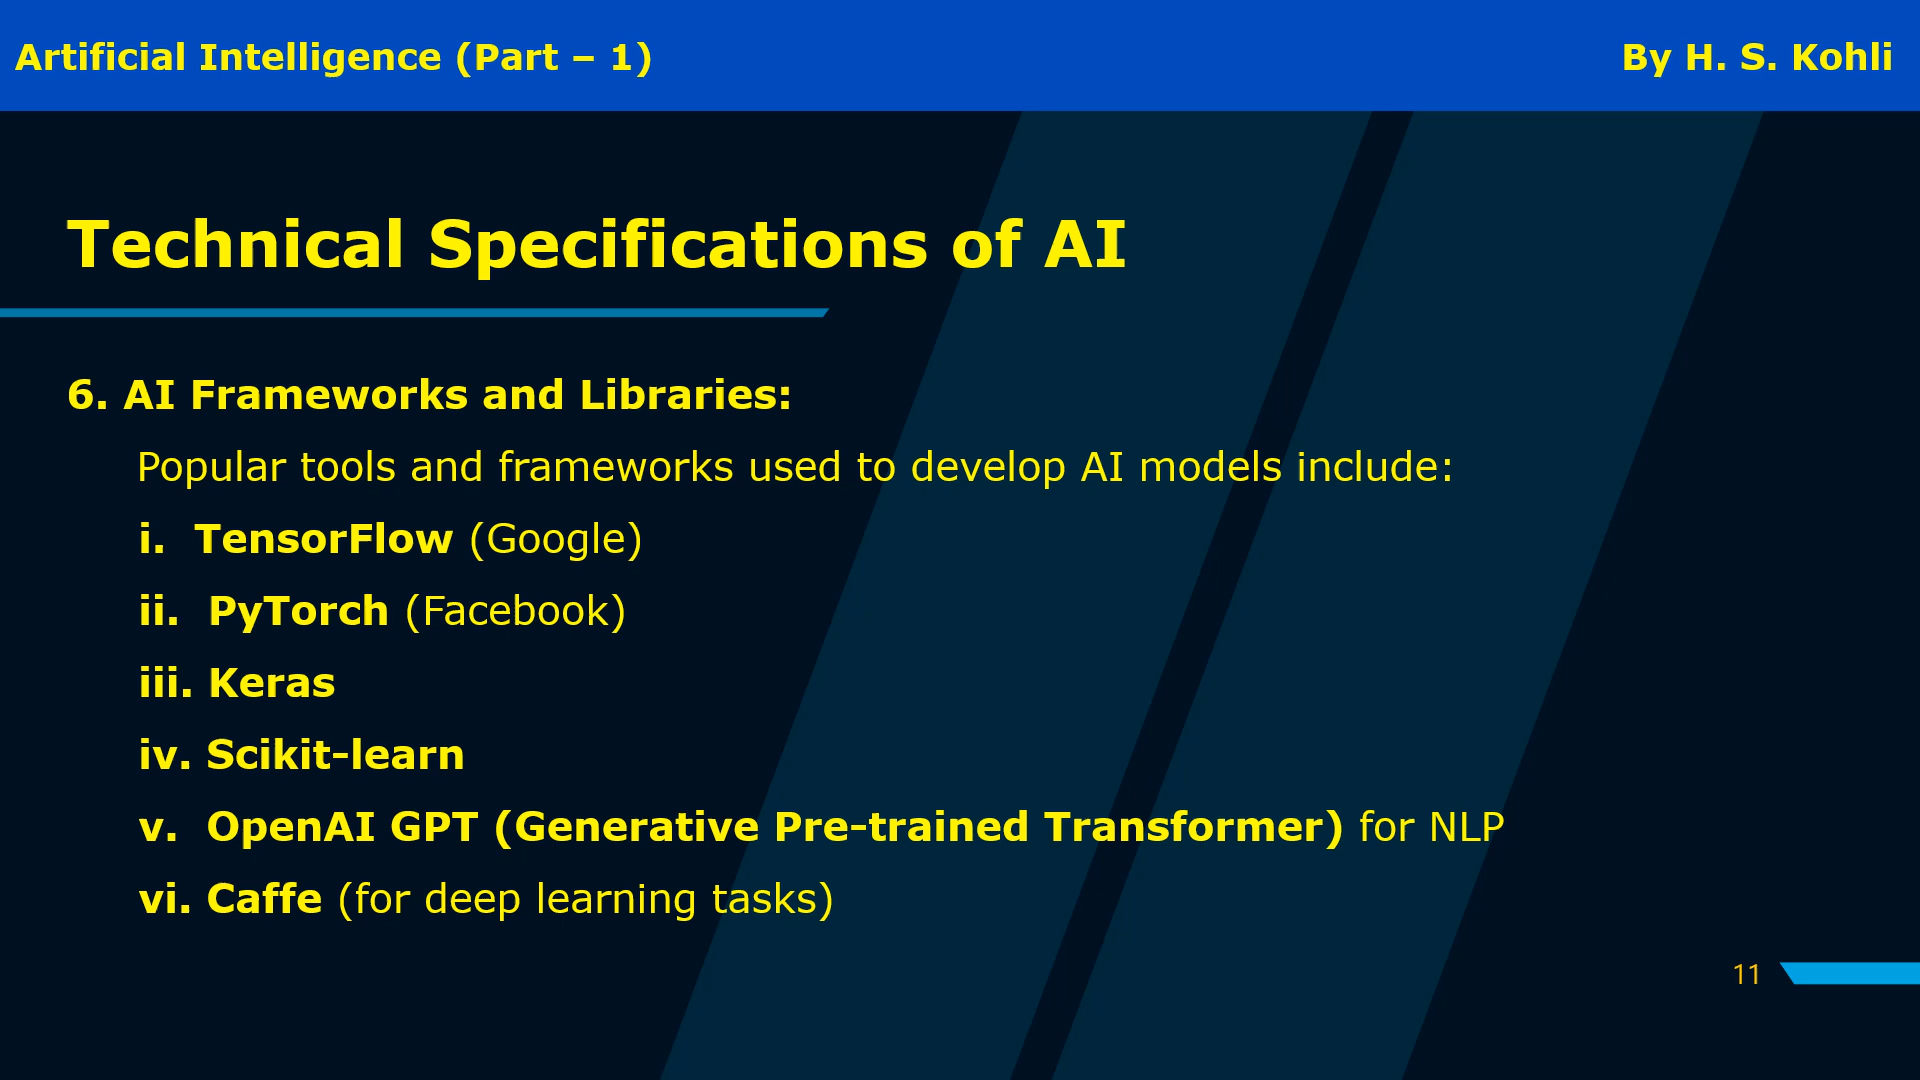 Artificial Intelligence (Part – 1)
By H. S. Kohli
Technical Specifications of AI
6. AI Frameworks and Libraries:
Popular tools and frameworks used to develop AI models include:
i. TensorFlow (Google)
ii. PyTorch (Facebook)
iii. Keras
iv. Scikit-learn
v. OpenAI GPT (Generative Pre-trained Transformer) for NLP
vi. Caffe (for deep learning tasks)
11